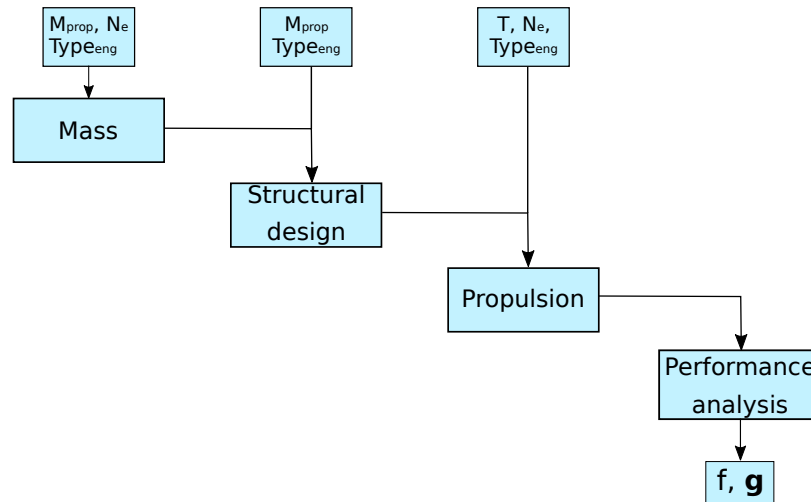 Mprop, Ne
Typeeng
Mprop
Typeeng
T, Ne,
Typeeng
Mass
Structural
design
Propulsion
Performance
analysis
f, g